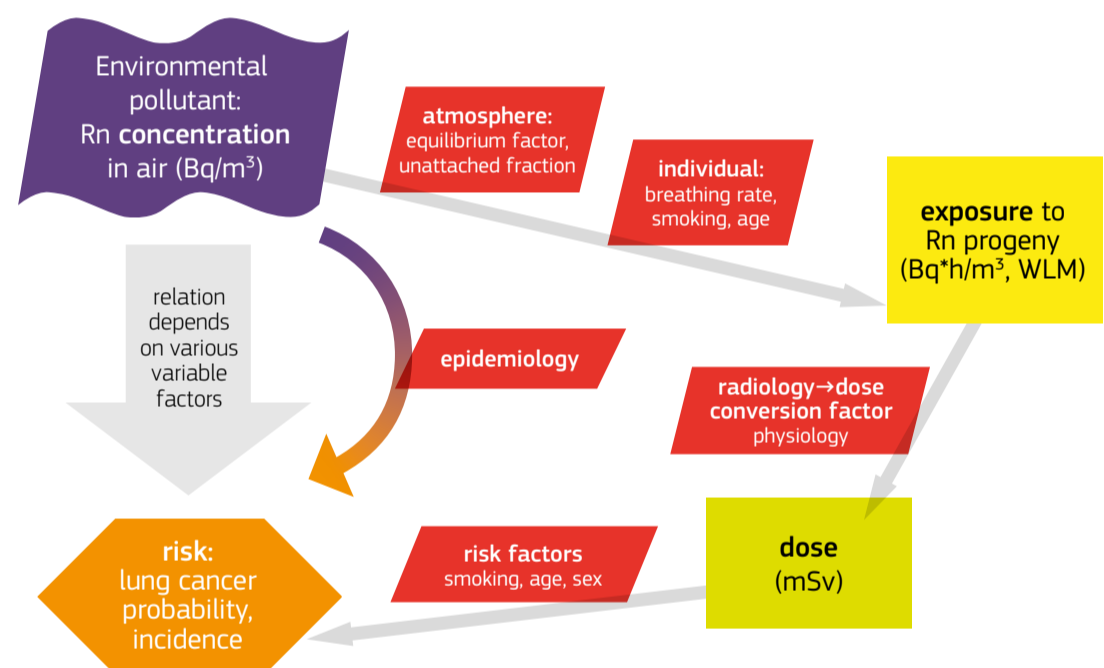 Environmental
pollutant:
Rn concentration
in air (Bq/m³)
atmosphere:
equilibrium factor,
unattached fraction
individual:
breathing rate,
smoking, age
exposure to
Rn progeny
(Bq*h/m³, WLM)
relation
depends
on various
variable
factors
epidemiology
radiology→dose
conversion factor
physiology
dose
(mSv)
risk factors
smoking, age, sex
risk:
lung cancer
probability,
incidence